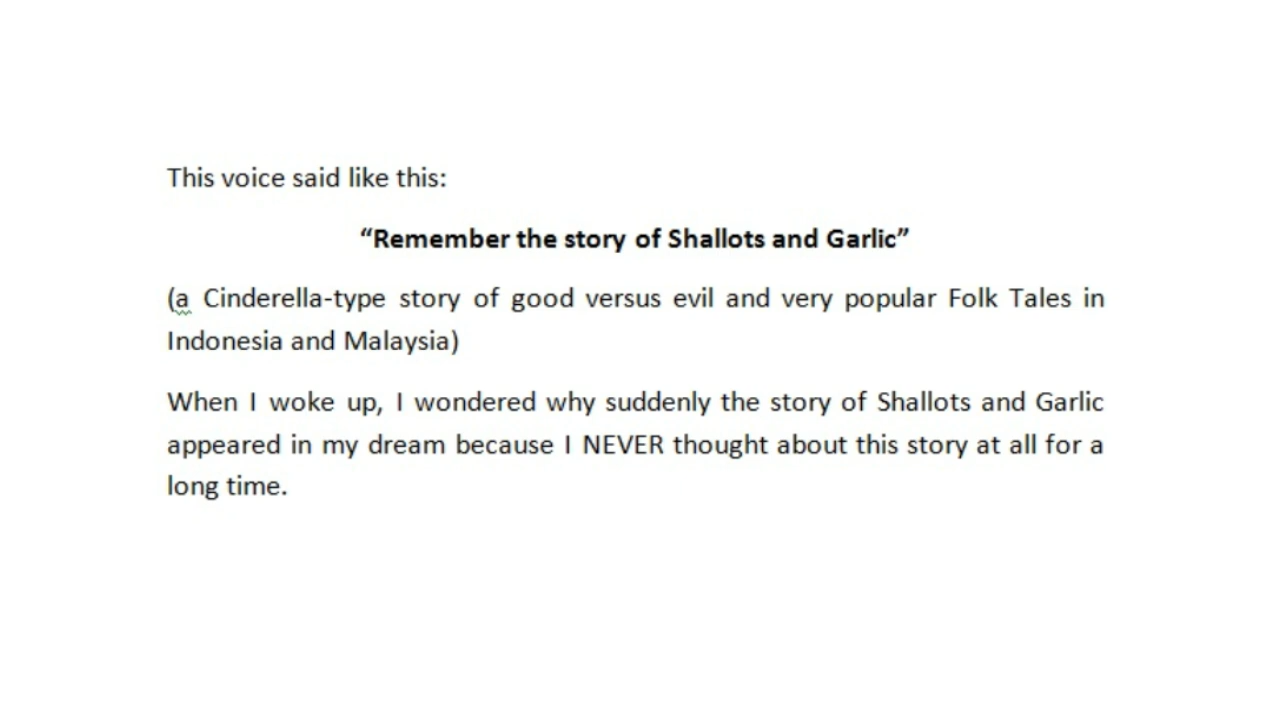 This voice said like this:
“Remember the story of Shallots and Garlic”
(a Cinderella-type story of good versus evil and very popular Folk Tales in
Indonesia and Malaysia)
When I woke up, I wondered why suddenly the story of Shallots and Garlic
appeared in my dream because I NEVER thought about this story at all for a
long time.